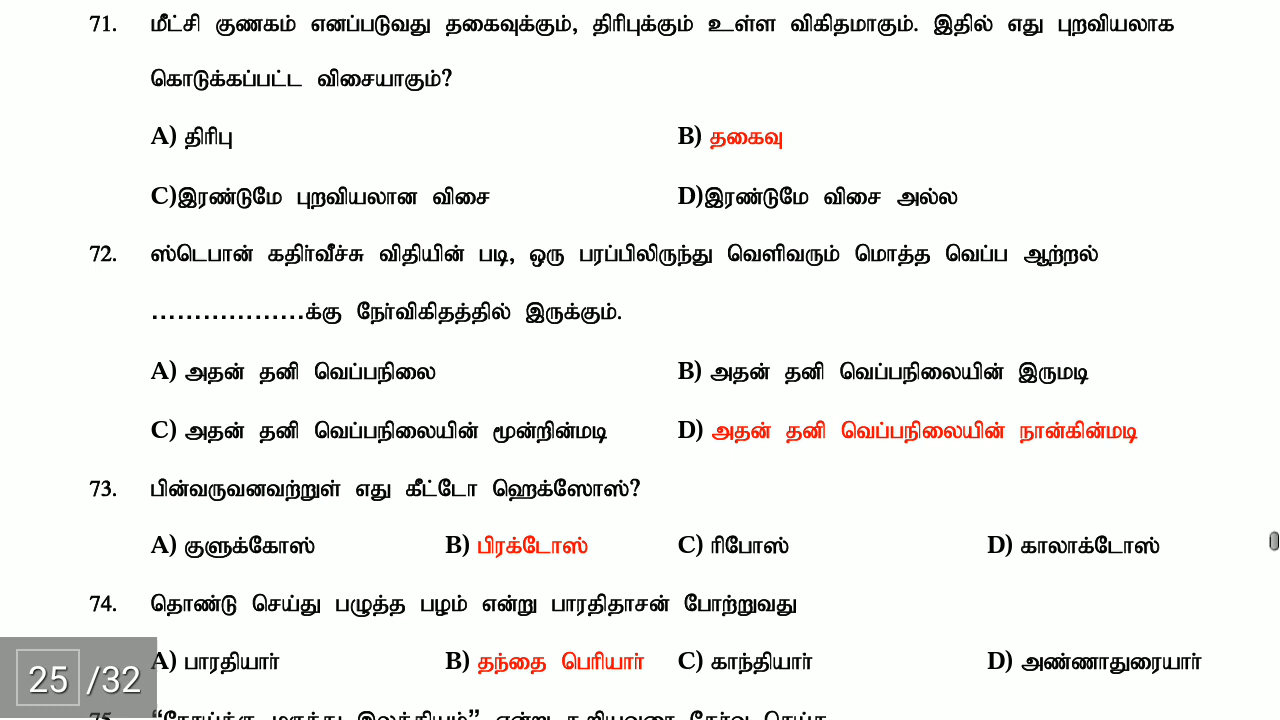 71. மீட்சி குணகம் எனப்படுவது தகைவுக்கும், திரிபுக்கும் உள்ள விகிதமாகும். இதில் எது புறவியலாக
கொடுக்கப்பட்ட விசையாகும்?
A) திரிபு B) தகைவு
C)இரண்டுமே புறவியலான விசை D)இரண்டுமே விசை அல்ல
72. ஸ்டெபான் கதிர்வீச்சு விதியின் படி, ஒரு பரப்பிலிருந்து வெளிவரும் மொத்த வெப்ப ஆற்றல்
..................க்கு நேர்விகிதத்தில் இருக்கும்.
A) அதன் தனி வெப்பநிலை B) அதன் தனி வெப்பநிலையின் இருமடி
C) அதன் தனி வெப்பநிலையின் மூன்றின்மடி D) அதன் தனி வெப்பநிலையின் நான்கின்மடி
73. பின்வருவனவற்றுள் எது கீட்டோ ஹெக்ஸோஸ்?
A) குளுக்கோஸ் B) பிரக்டோஸ் C) ரிபோஸ் D) காலாக்டோஸ்
74. தொண்டு செய்து பழுத்த பழம் என்று பாரதிதாசன் போற்றுவது
A) பாரதியார் B) தந்தை பெரியார் C) காந்தியார் D) அண்ணாதுரையார்
25 /32